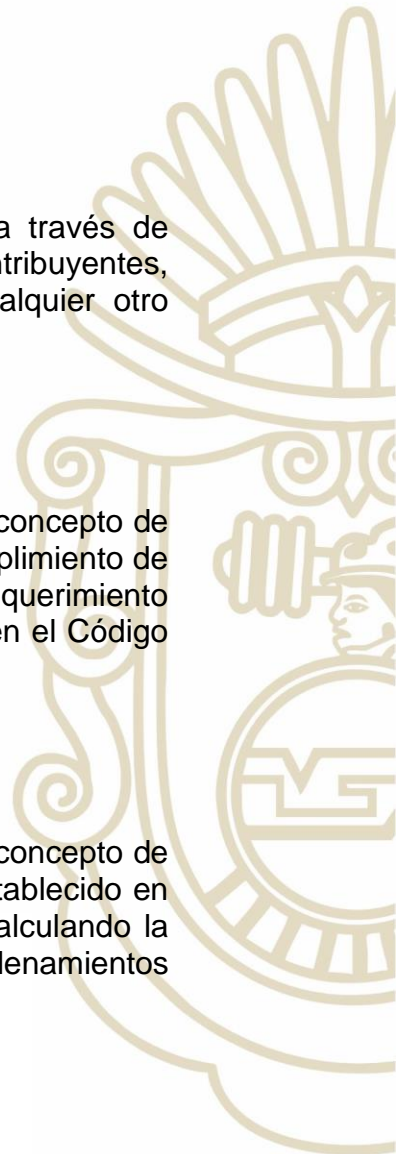 a través de
ntribuyentes,
alquier otro
concepto de
plimiento de
querimiento
en el Código
concepto de
tablecido en
alculando la
denamientos